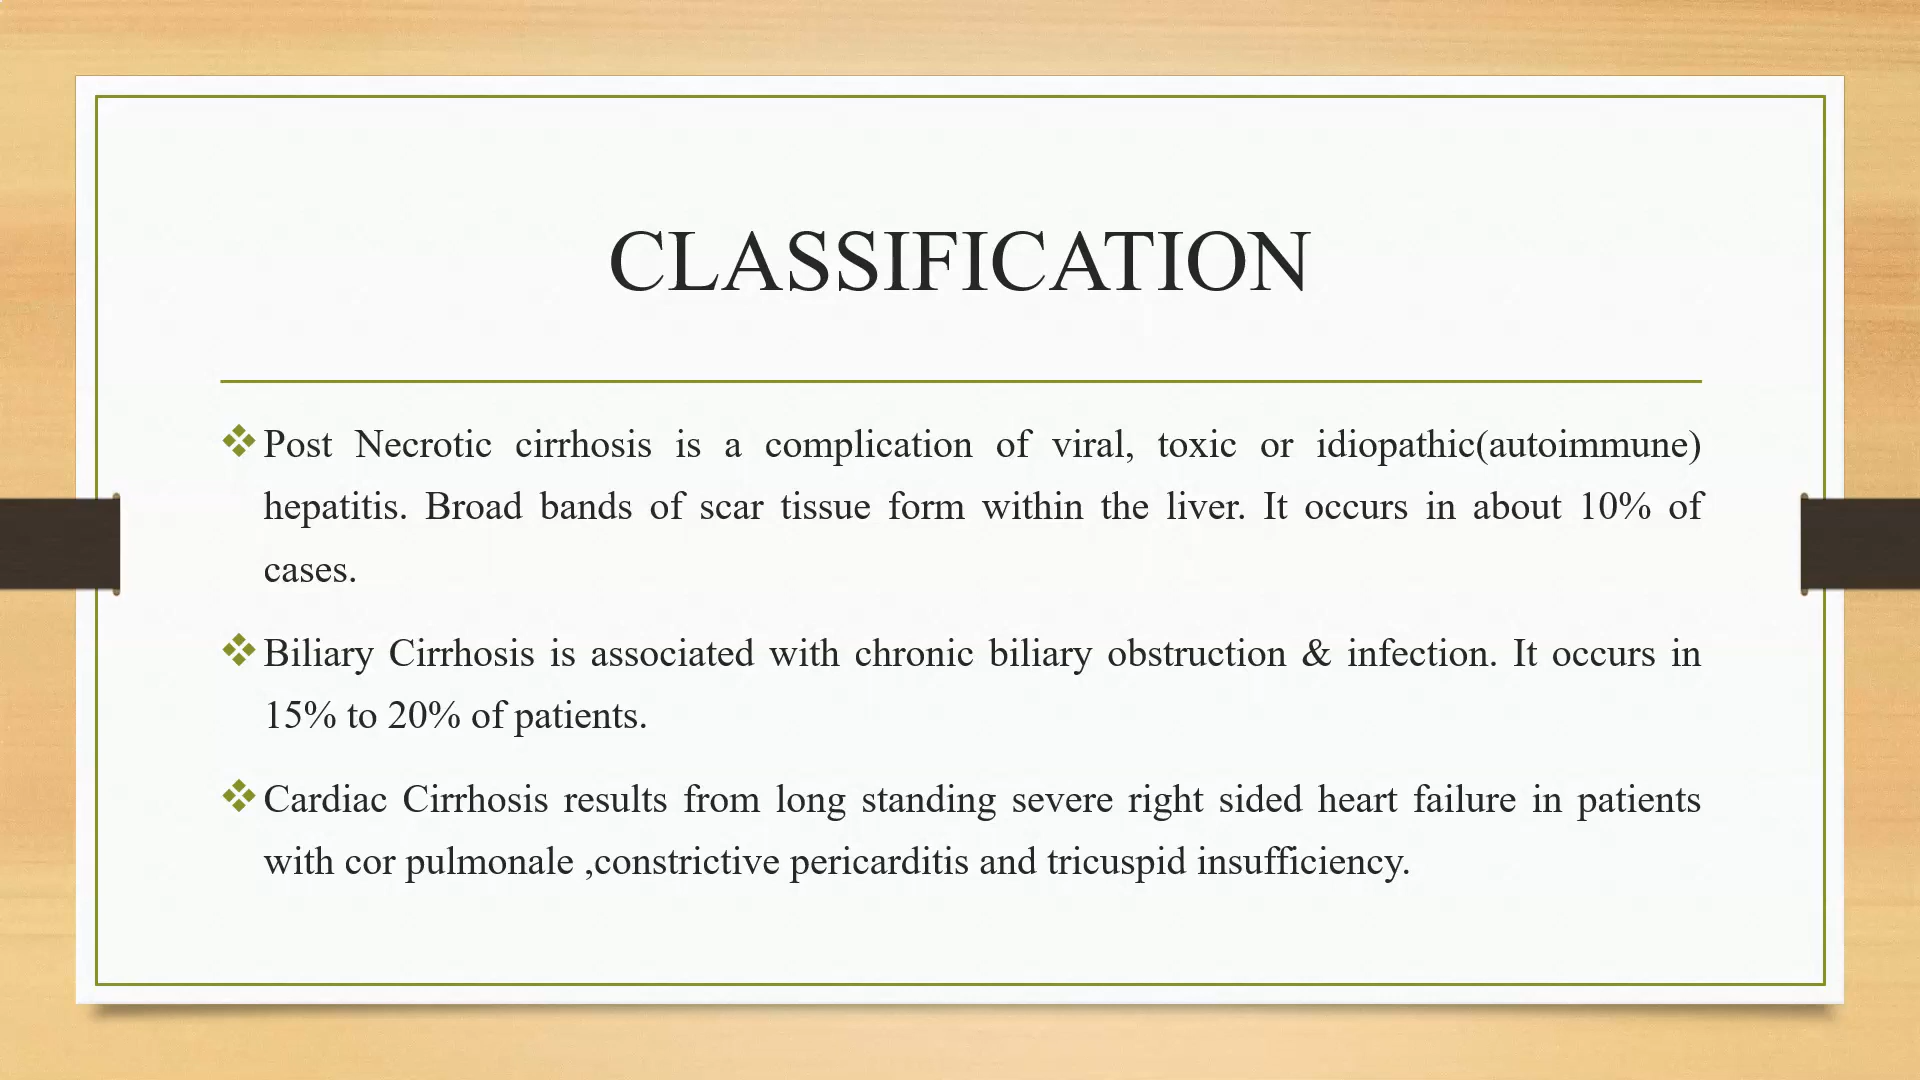 CLASSIFICATION
Post Necrotic cirrhosis is a complication of viral, toxic or idiopathic(autoimmune)
hepatitis. Broad bands of scar tissue form within the liver. It occurs in about 10% of
cases.
Biliary Cirrhosis is associated with chronic biliary obstruction & infection. It occurs in
15% to 20% of patients.
Cardiac Cirrhosis results from long standing severe right sided heart failure in patients
with cor pulmonale ,constrictive pericarditis and tricuspid insufficiency.